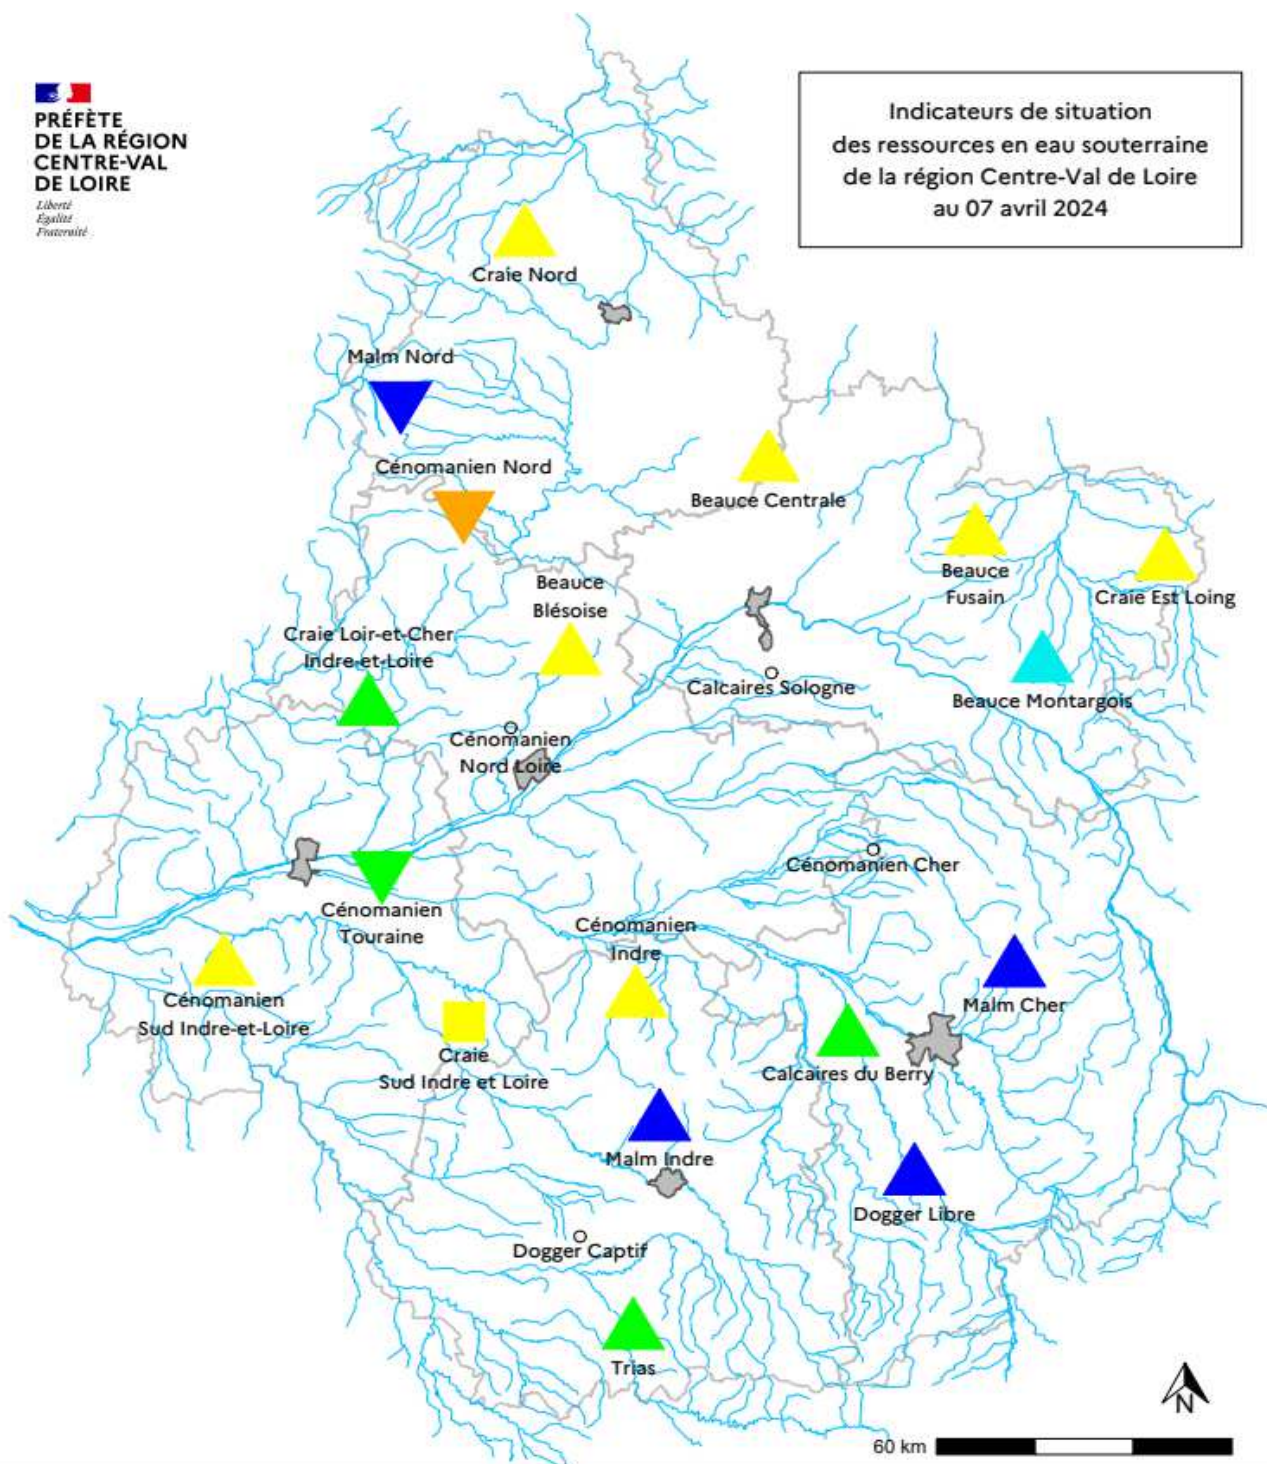 PRÉFÈTE
DE LA RÉGION
CENTRE-VAL
DE LOIRE
Liberté
Égalité
Fraternité
Indicateurs de situation
des ressources en eau souterraine
de la région Centre-Val de Loire
au 07 avril 2024
Craie Nord
Malm Nord
Cénomanien Nord
Beauce Centrale
Beauce
Fusain
Craie Est Loing
Beauce
Blésoise
Craie Loir-et-Cher
Indre-et-Loire
Calcaires Sologne
Beauce Montargois
Cénomanien
Nord Loire
Cénomanien Cher
Cénomanien
Touraine
Cénomanien
Indre
Cénomanien
Sud Indre-et-Loire
Malm Cher
Craie
Sud Indre et Loire
Calcaires du Berry
Malm Indre
Dogger Libre
Dogger Captif
Trias
N
60 km